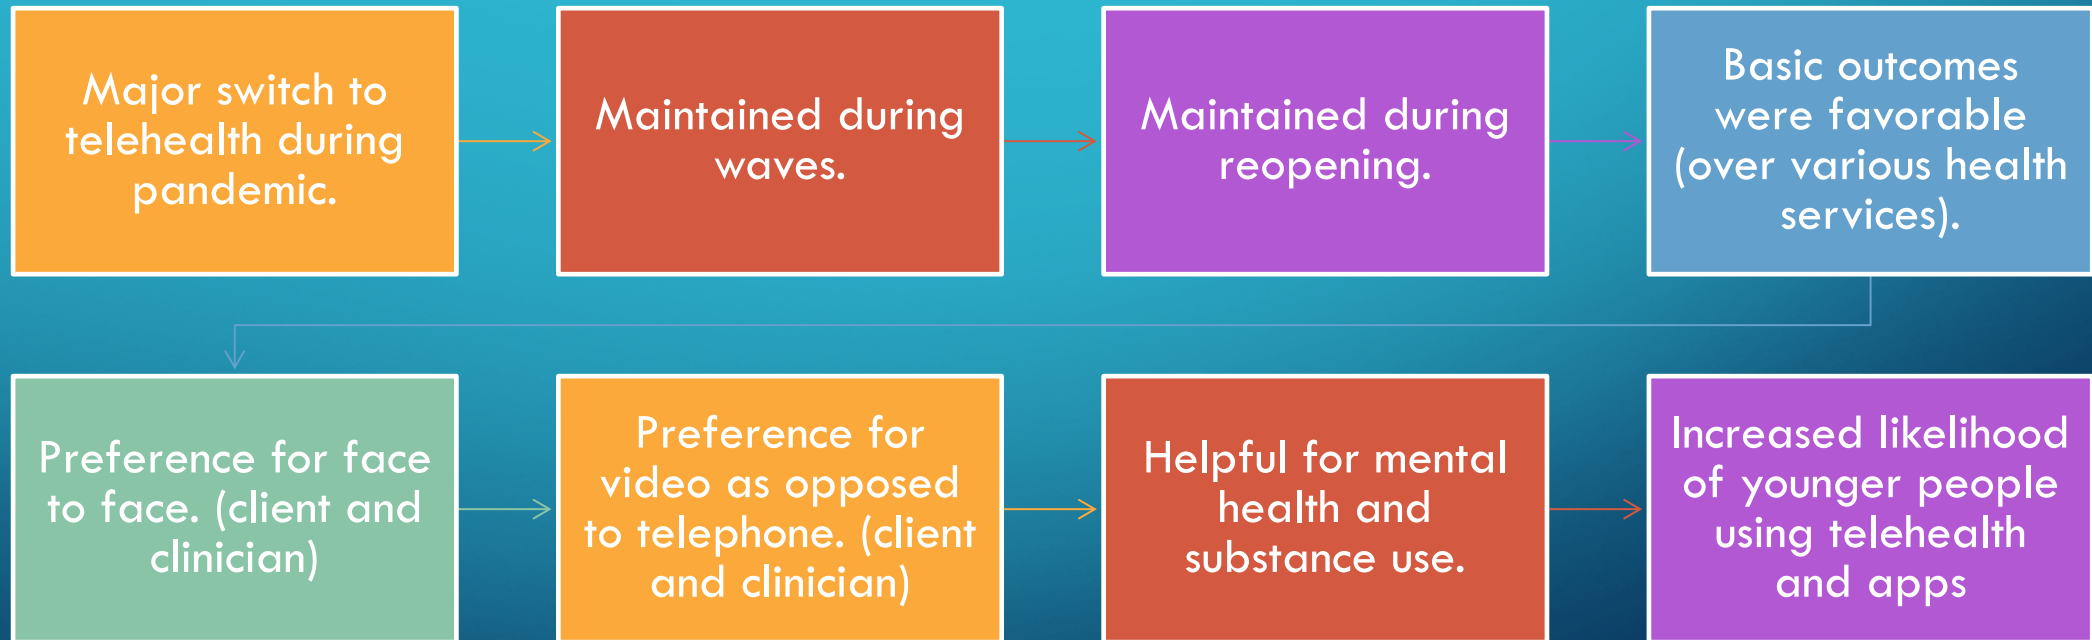 Major switch to
telehealth during
pandemic.
Maintained during
waves.
Maintained during
reopening.
Basic outcomes
were favorable
(over various health
services).
Preference for face
to face. (client and
clinician)
Preference for
video as opposed
to telephone. (client
and clinician)
Helpful for mental
health and
substance use.
Increased likelihood
of younger people
using telehealth
and apps